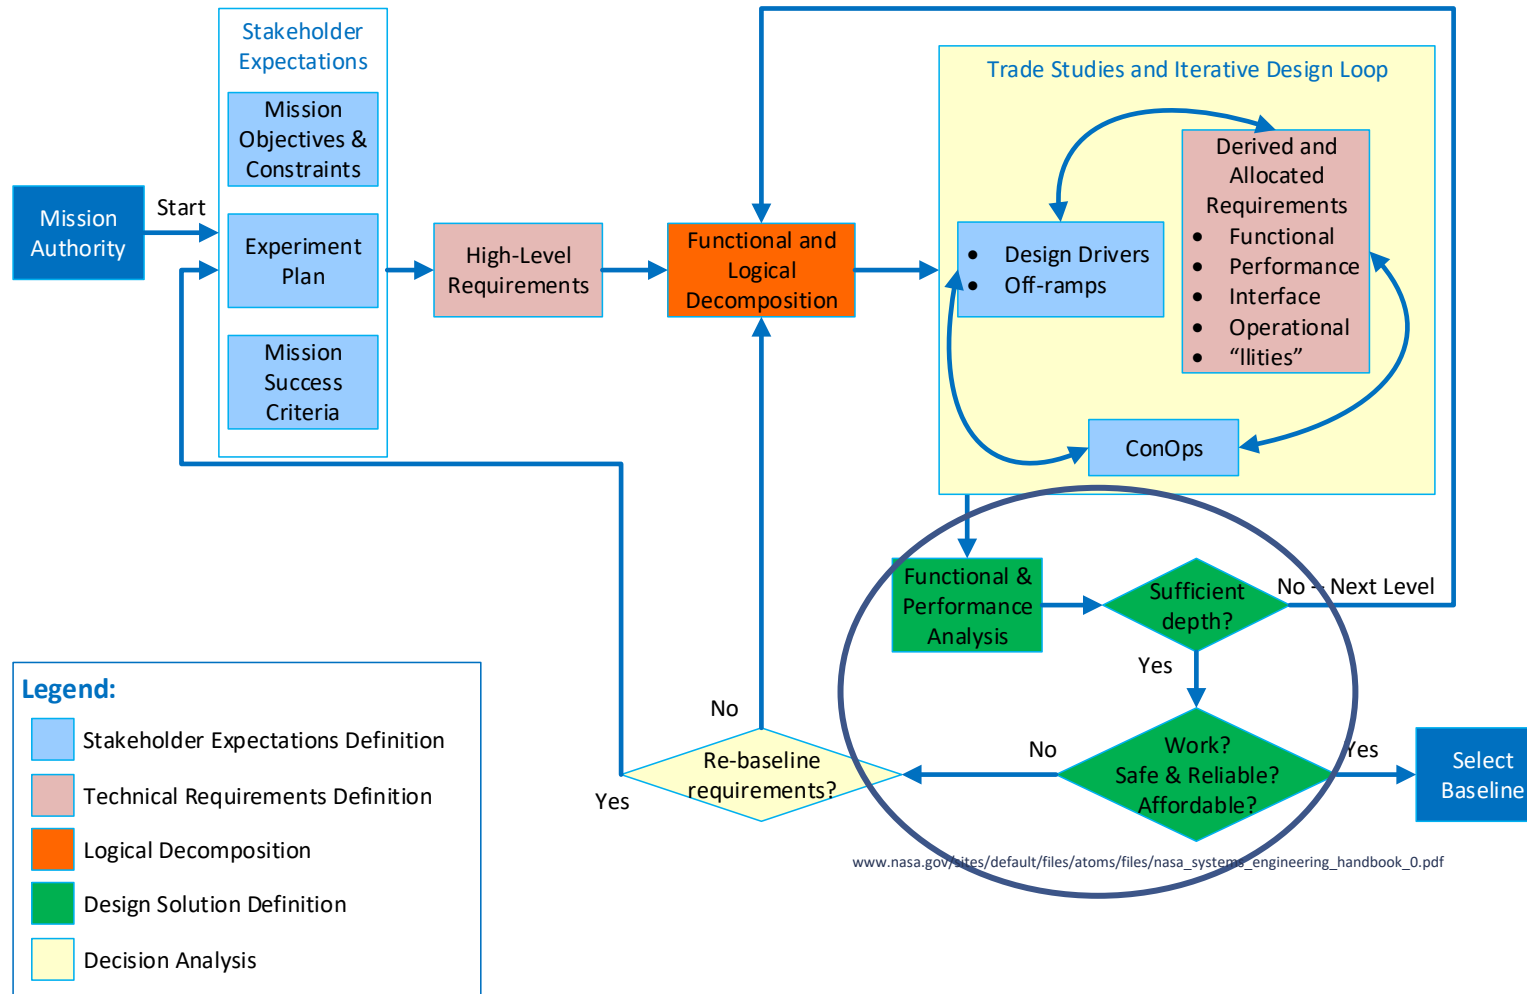 Stakeholder
Expectations
Mission
Objectives &
Constraints
Mission
Authority
Start
Experiment
Plan
Mission
Success
Criteria
High-Level
Requirements
Functional and
Logical
Decomposition
Trade Studies and Iterative Design Loop
• Design Drivers
• Off-ramps
Derived and
Allocated
Requirements
• Functional
• Performance
• Interface
• Operational
• “Ilities”
ConOps
Functional &
Performance
Analysis
Sufficient
depth?
No – Next Level
Yes
Work?
Safe & Reliable?
Affordable?
Yes
Select
Baseline
No
Re-baseline
requirements?
No
Yes
www.nasa.gov/sites/default/files/atoms/files/nasa_systems_engineering_handbook_0.pdf
Legend:
Stakeholder Expectations Definition
Technical Requirements Definition
Logical Decomposition
Design Solution Definition
Decision Analysis